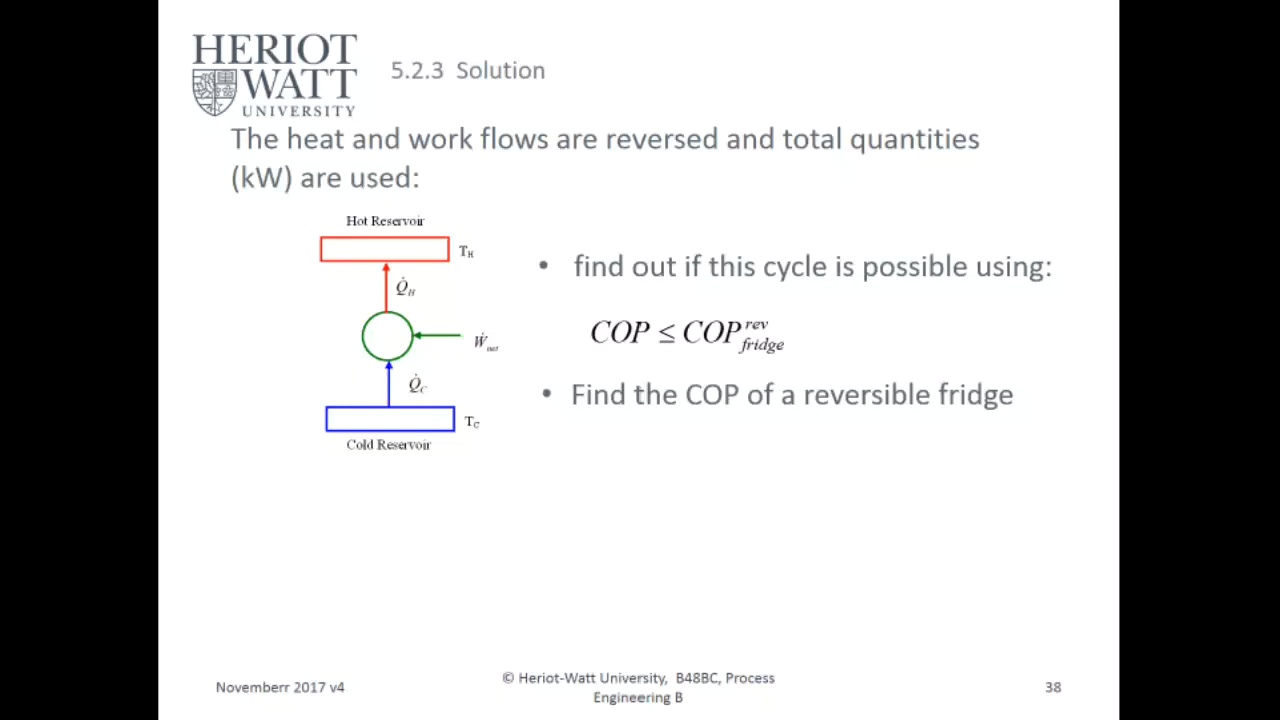 HERIOT
WATT
UNIVERSITY
5.2.3 Solution
The heat and work flows are reversed and total quantities
(kW) are used:
Hot Reservoir
T_H
Q̇_H
Ẇ_net
Q̇_C
T_C
Cold Reservoir
• find out if this cycle is possible using:
COP ≤ COP^rev_fridge
• Find the COP of a reversible fridge
Novemberr 2017 v4
© Heriot-Watt University, B48BC, Process
Engineering B
38